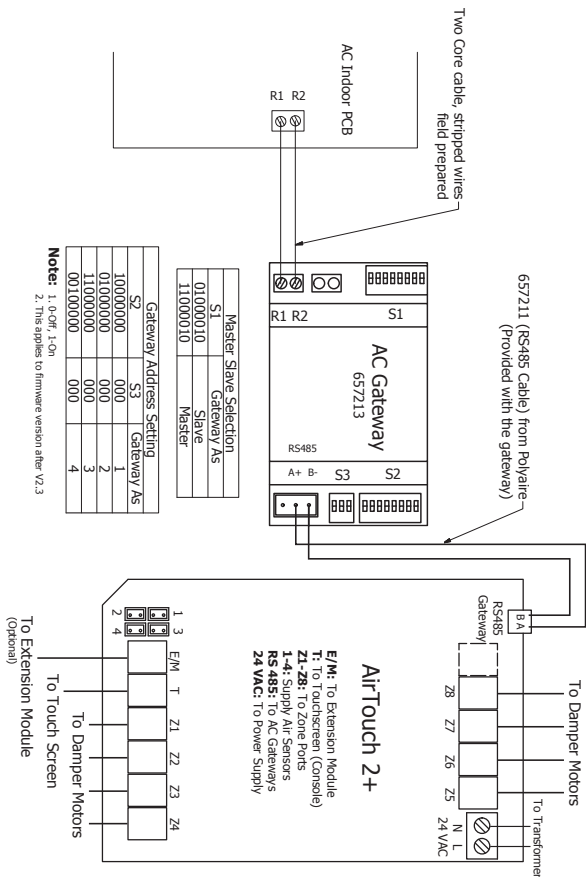 Two Core cable, stripped wires
field prepared
AC Indoor PCB
R1 R2
657211 (RS485 Cable) from Polyaire
(Provided with the gateway)
S1
R1 R2
AC Gateway
657213
RS485
A+ B- S3 S2
Master Slave Selection
S1 Gateway As
01000010 Slave
11000010 Master
Gateway Address Setting
S2 S3 Gateway As
10000000 000 1
01000000 000 2
11000000 000 3
00100000 000 4
Note: 1. 0-Off, 1-On
2. This applies to firmware version after V2.3
RS485
Gateway
B A
To Damper Motors
Z8 Z7 Z6 Z5
To Transformer
N L
24 VAC
AirTouch 2+
E/M: To Extension Module
T: To Touchscreen (Console)
Z1-Z8: To Zone Ports
1-4: Supply Air Sensors
RS 485: To AC Gateways
24 VAC: To Power Supply
1 3
2 4
E/M T Z1 Z2 Z3 Z4
To Damper Motors
To Touch Screen
To Extension Module
(Optional)